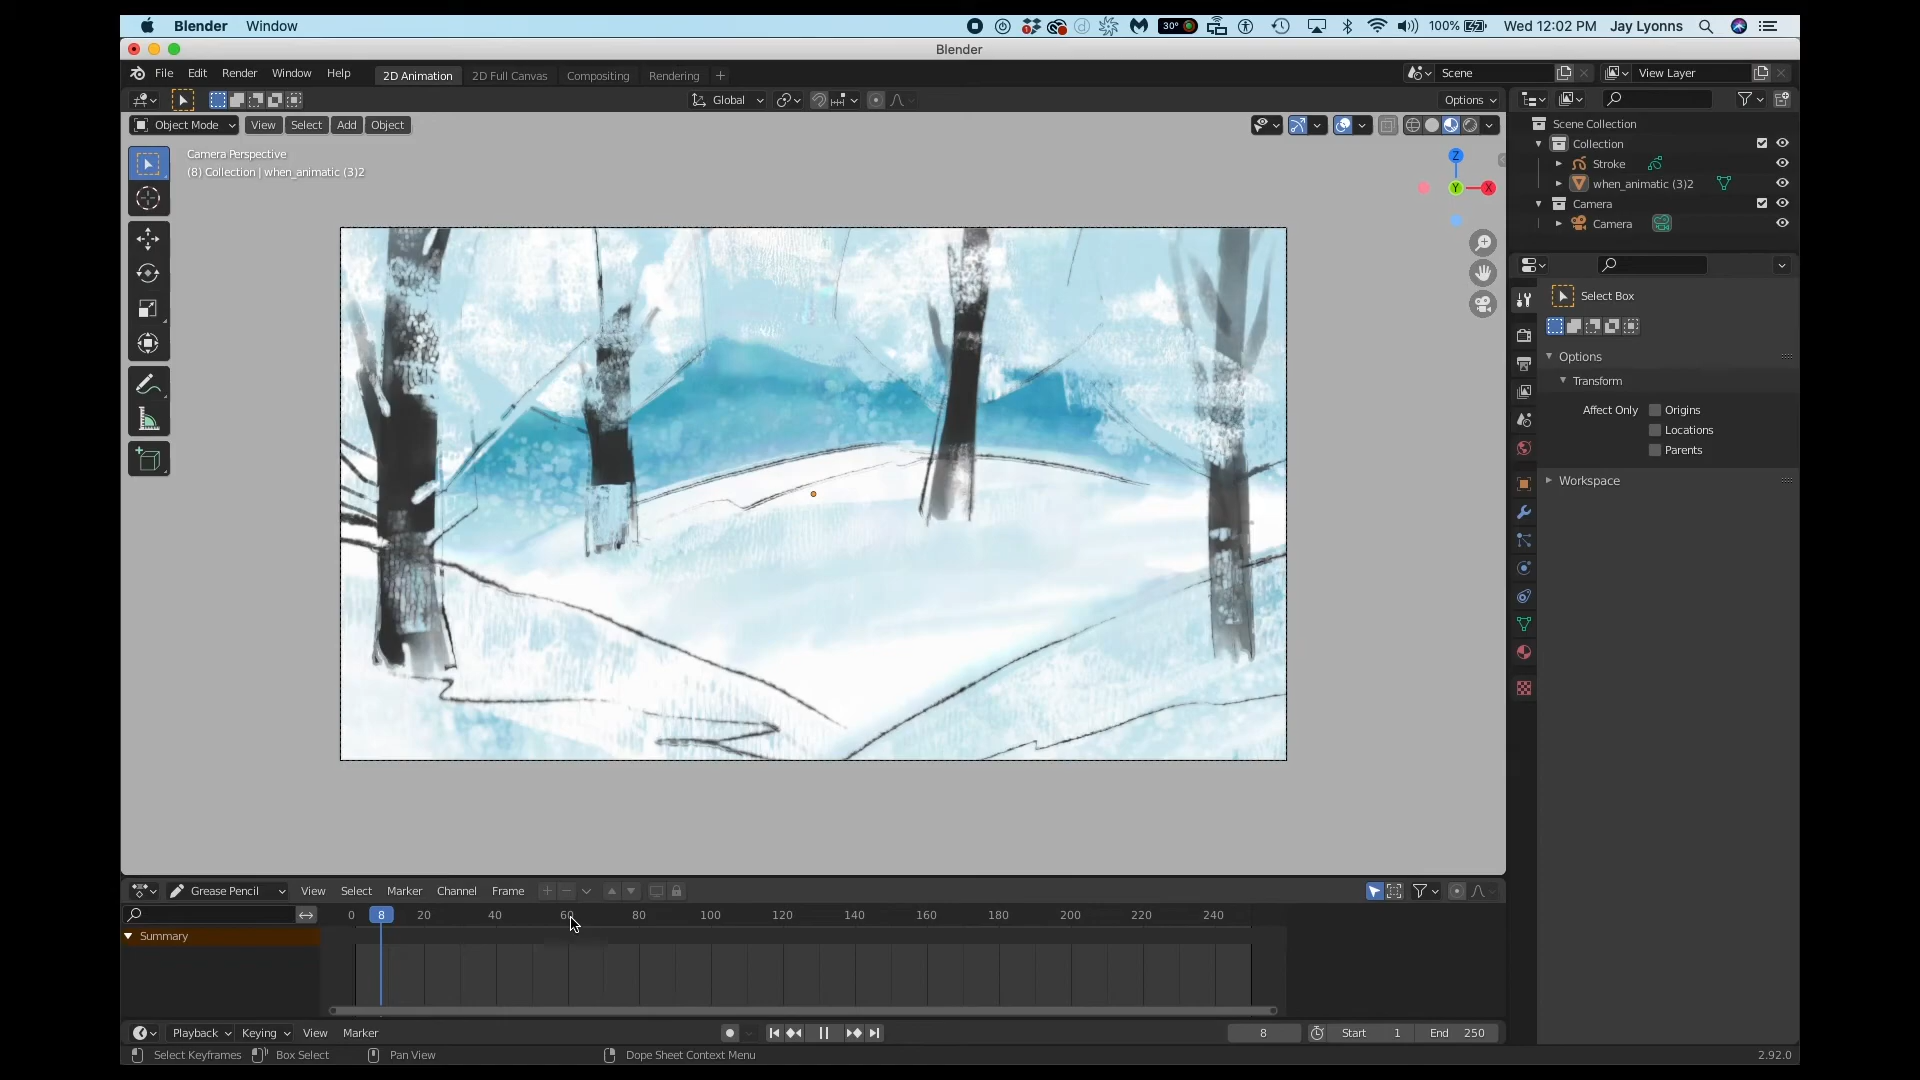 Blender Window 30° 100% Wed 12:02 PM Jay Lyonns
Blender
File Edit Render Window Help 2D Animation 2D Full Canvas Compositing Rendering + Scene View Layer
Global Options
Object Mode View Select Add Object
Camera Perspective
(8) Collection | when_animatic (3)2
Z
Y X
Scene Collection
Collection
Stroke
when_animatic (3)2
Camera
Camera
Select Box
Options
Transform
Affect Only Origins
Locations
Parents
Workspace
Grease Pencil View Select Marker Channel Frame
0 8 20 40 60 80 100 120 140 160 180 200 220 240
Summary
Playback Keying View Marker 8 Start 1 End 250
Select Keyframes Box Select Pan View Dope Sheet Context Menu 2.92.0